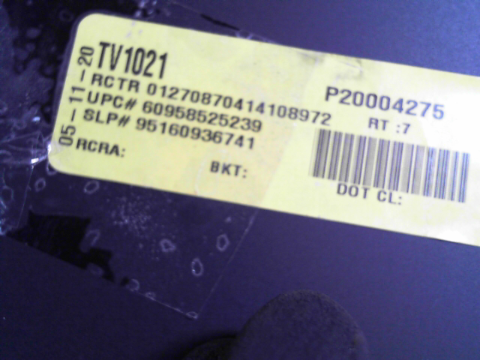 TV1021
P20004275
RCTR 01270870414108972
RT :7
UPC# 60958525239
SLP# 95160936741
RCRA:
BKT:
DOT CL:
05-11-20